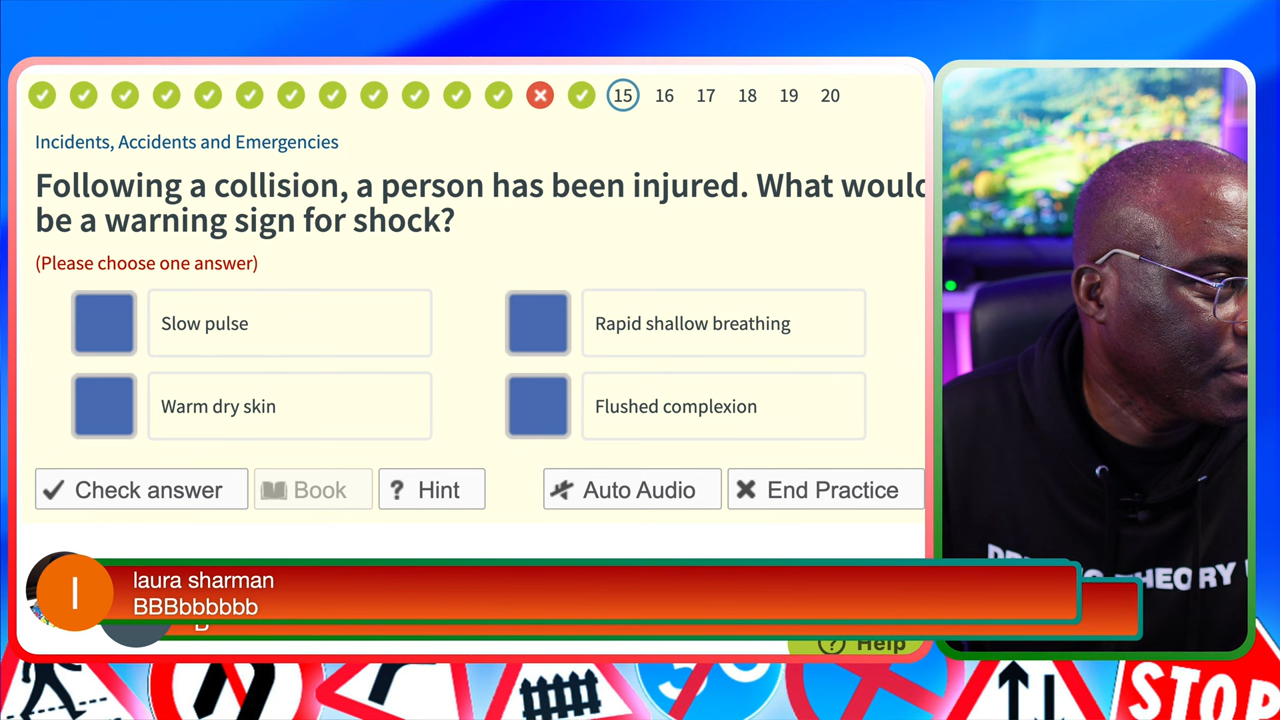 15 16 17 18 19 20
Incidents, Accidents and Emergencies
Following a collision, a person has been injured. What would
be a warning sign for shock?
(Please choose one answer)
Slow pulse
Rapid shallow breathing
Warm dry skin
Flushed complexion
Check answer
Book
? Hint
Auto Audio
End Practice
I
laura sharman
BBBbbbbbb
B
? Help
THEORY
STOP